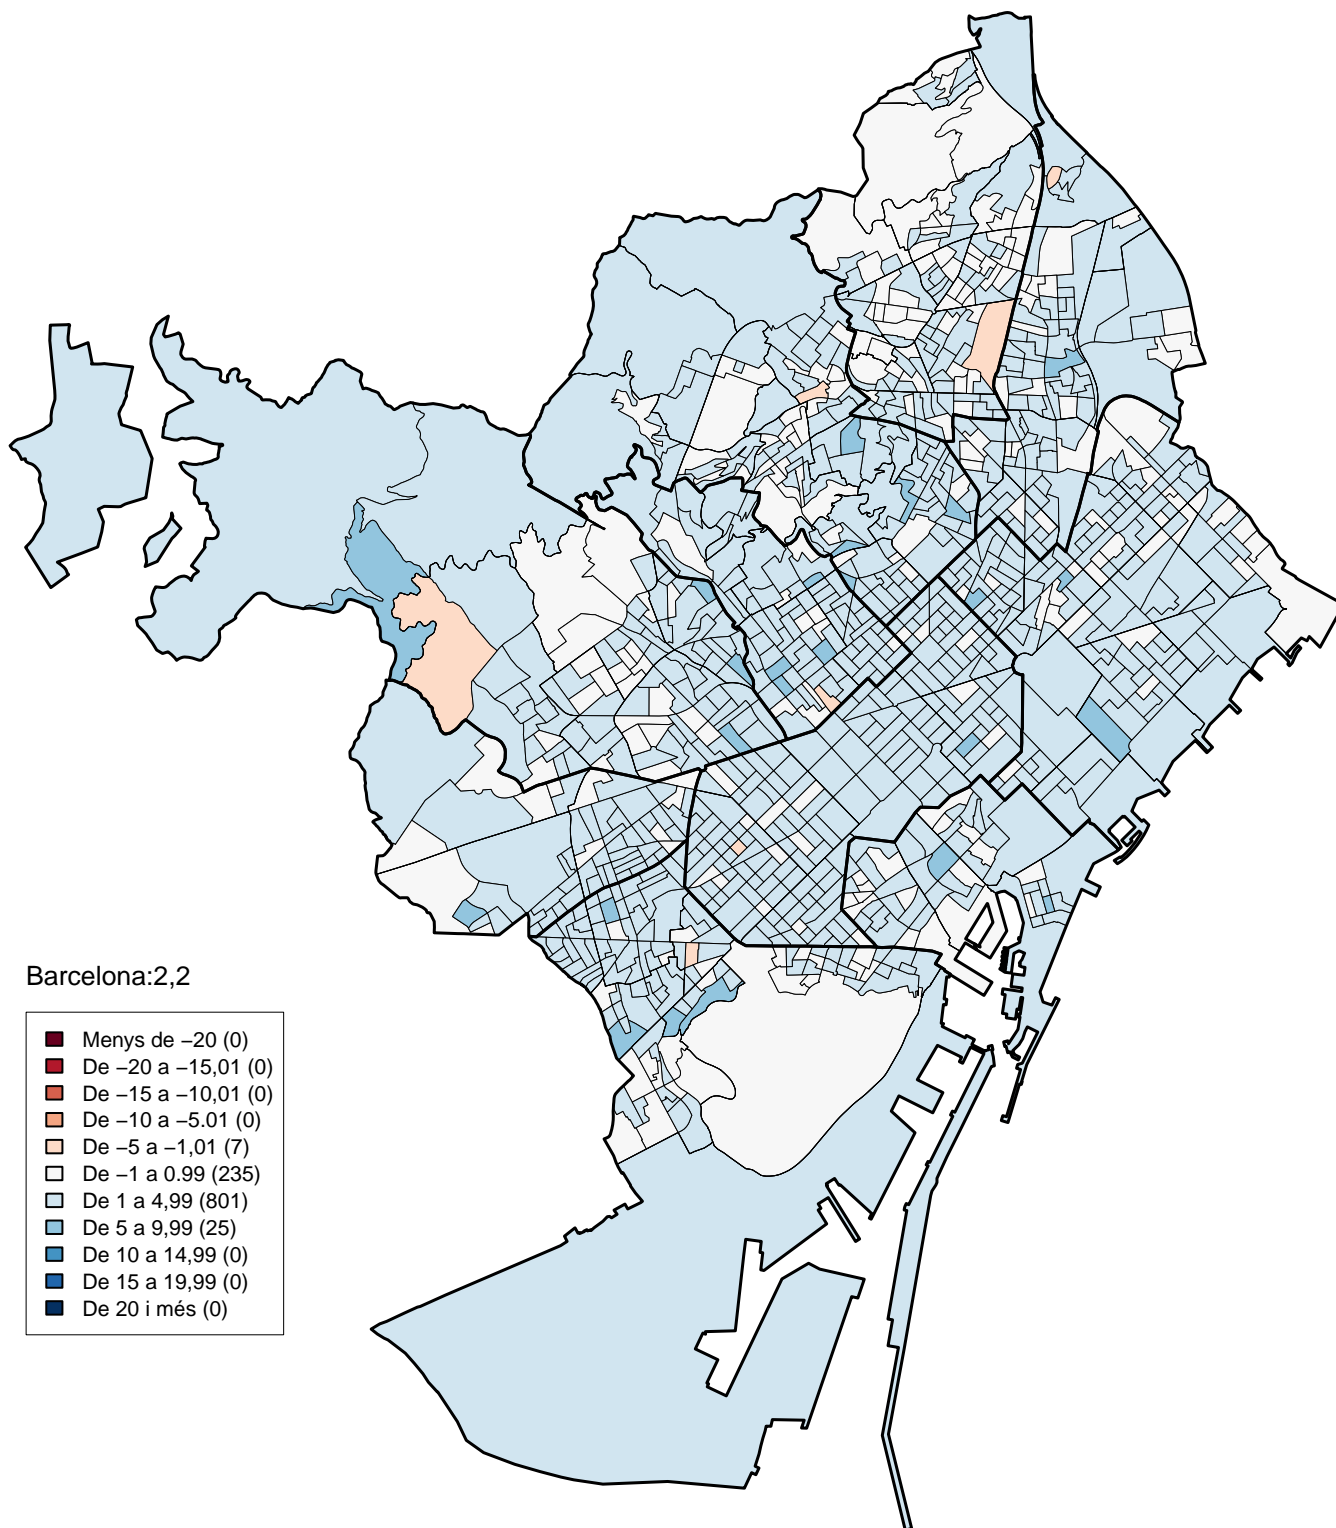 Barcelona:2,2
Menys de −20 (0)
De −20 a −15,01 (0)
De −15 a −10,01 (0)
De −10 a −5.01 (0)
De −5 a −1,01 (7)
De −1 a 0.99 (235)
De 1 a 4,99 (801)
De 5 a 9,99 (25)
De 10 a 14,99 (0)
De 15 a 19,99 (0)
De 20 i més (0)